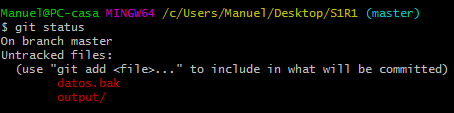 Manuel@PC-casa MINGW64 /c/Users/Manuel/Desktop/S1R1 (master)
$ git status
On branch master
Untracked files:
  (use "git add <file>..." to include in what will be committed)
        datos.bak
        output/